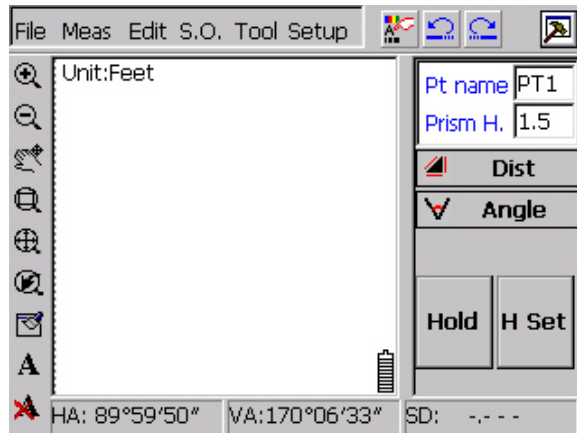 File Meas Edit S.O. Tool Setup
Unit:Feet
Pt name PT1
Prism H. 1.5
Dist
Angle
Hold H Set
A
HA: 89°59'50" VA:170°06'33" SD: -.- - -